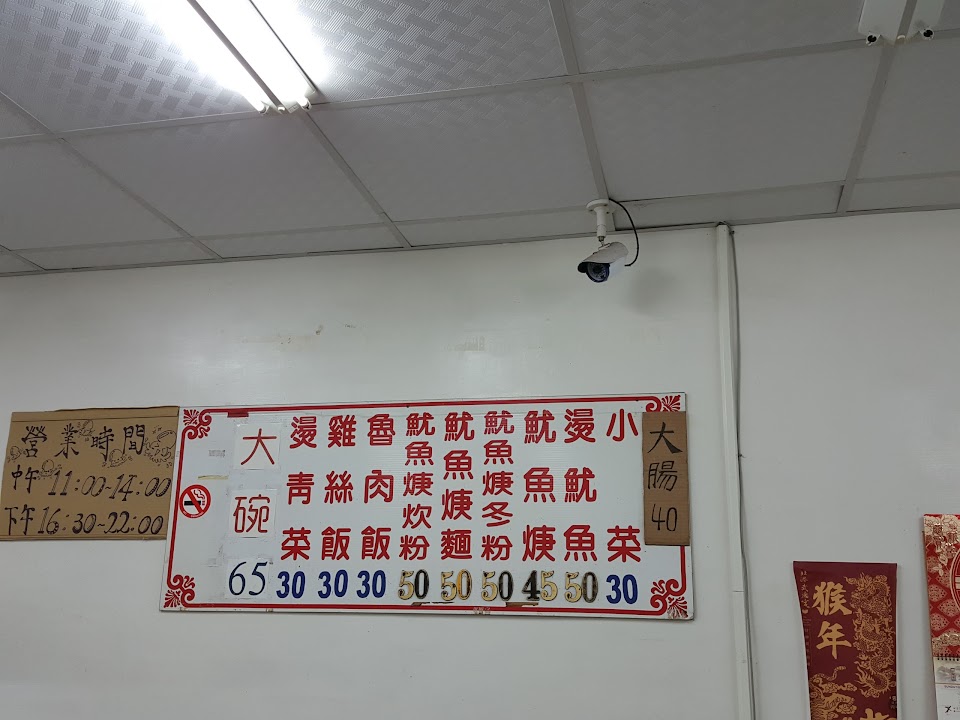 營業時間
中午 11:00~14:00
下午 16:30~22:00
大腸 40
小菜 30
燙魷魚 50
魷魚焿 45
魷魚焿冬粉 50
魷魚焿麵 50
魷魚焿炊粉 50
魯肉飯 30
雞絲飯 30
燙青菜 30
大碗 65
猴年